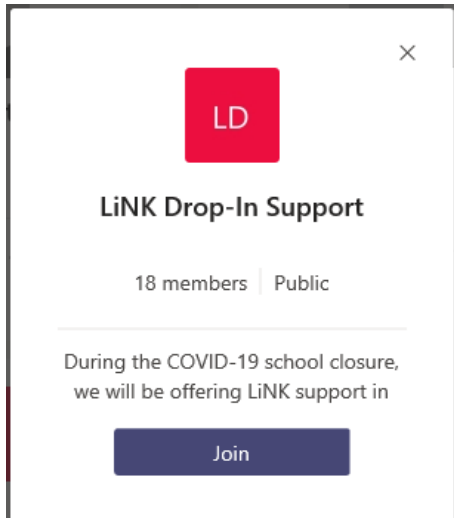 LD
LiNK Drop-In Support
18 members Public
During the COVID-19 school closure,
we will be offering LiNK support in
Join